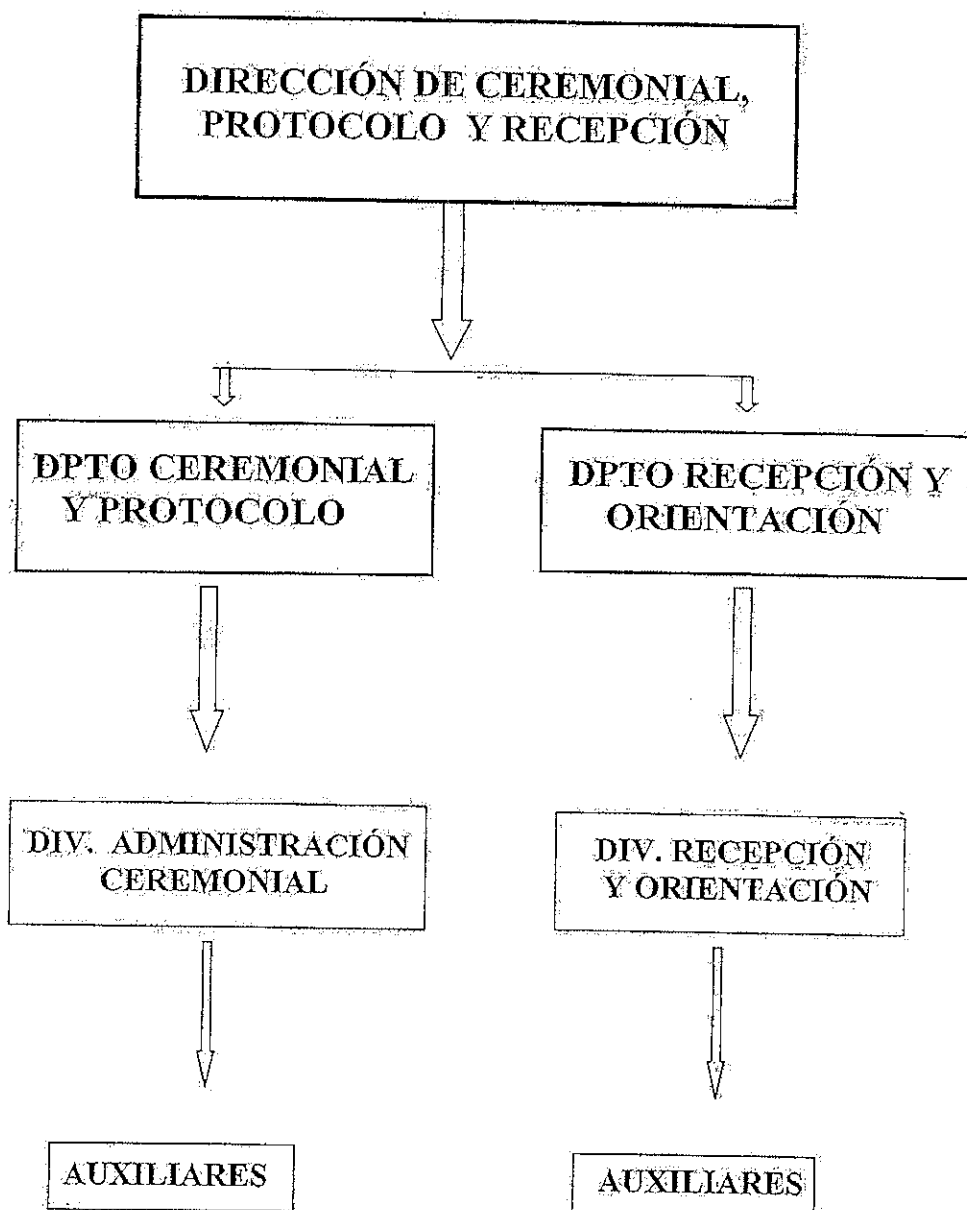 DIRECCIÓN DE CEREMONIAL,
PROTOCOLO Y RECEPCIÓN
DPTO CEREMONIAL
Y PROTOCOLO
DPTO RECEPCIÓN Y
ORIENTACIÓN
DIV. ADMINISTRACIÓN
CEREMONIAL
DIV. RECEPCIÓN
Y ORIENTACIÓN
AUXILIARES
AUXILIARES